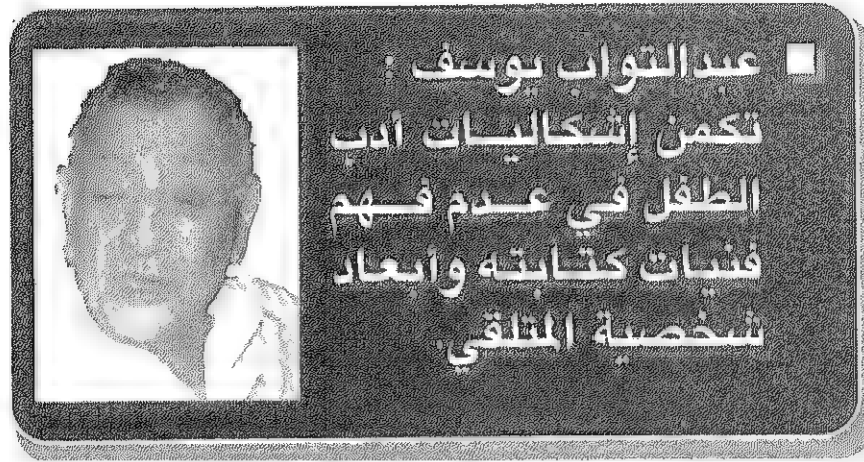 عبدالتواب يوسف :
تكمن إشكاليات أدب
الطفل في عدم فهم
فنيات كتابته وأبعاد
شخصية المتلقي.